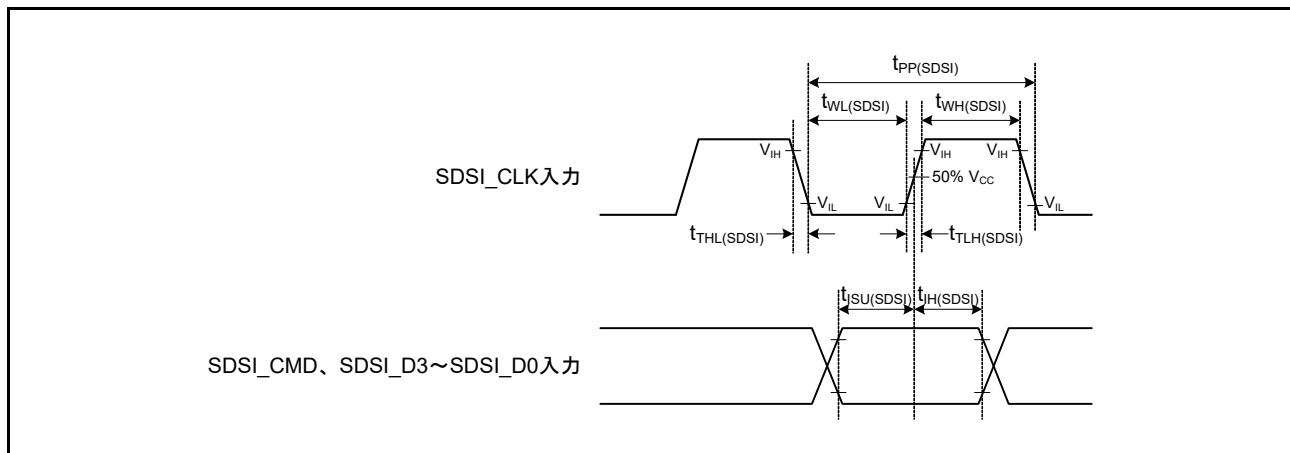 tPP(SDSI)
tWL(SDSI) tWH(SDSI)
VIH VIH VIH
SDSI_CLK入力 50% VCC
VIL VIL VIL
tTHL(SDSI) tTLH(SDSI)
tISU(SDSI) tIH(SDSI)
SDSI_CMD、SDSI_D3～SDSI_D0入力